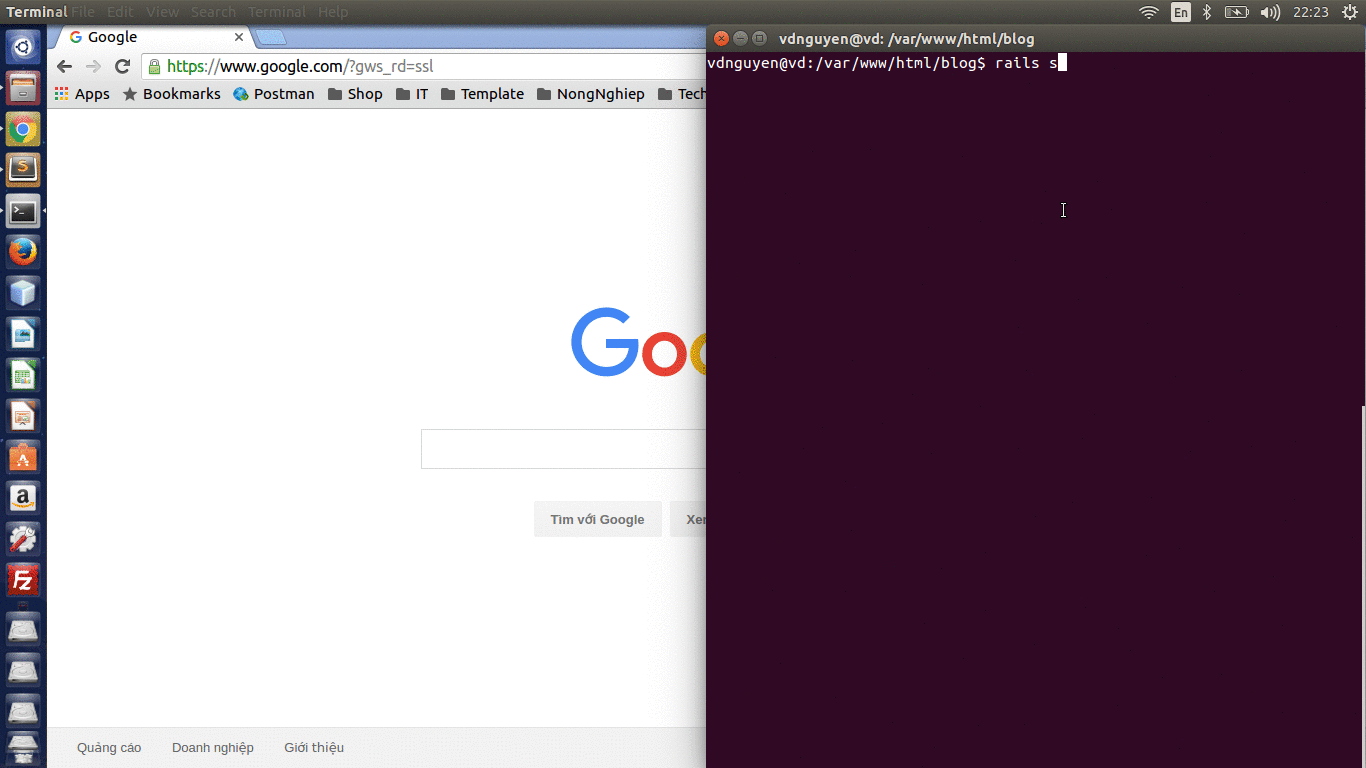 Terminal File Edit View Search Terminal Help
En 22:23
Google
https://www.google.com/?gws_rd=ssl
Apps Bookmarks Postman Shop IT Template NongNghiep Tech
Goo
Tìm với Google Xe
Quảng cáo Doanh nghiệp Giới thiệu
vdnguyen@vd: /var/www/html/blog
vdnguyen@vd:/var/www/html/blog$ rails s